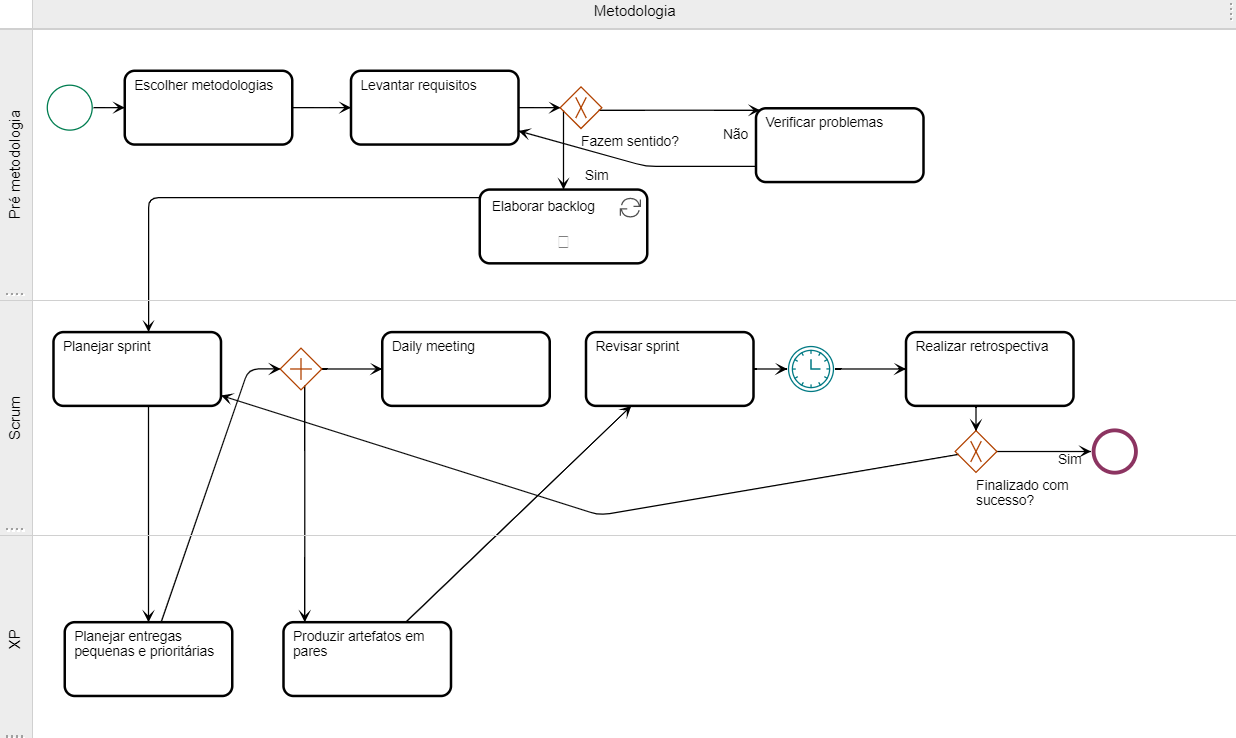 Metodologia
Pré metodologia
Escolher metodologias
Levantar requisitos
Fazem sentido?
Não
Verificar problemas
Sim
Elaborar backlog
Scrum
Planejar sprint
Daily meeting
Revisar sprint
Realizar retrospectiva
Sim
Finalizado com
sucesso?
XP
Planejar entregas
pequenas e prioritárias
Produzir artefatos em
pares